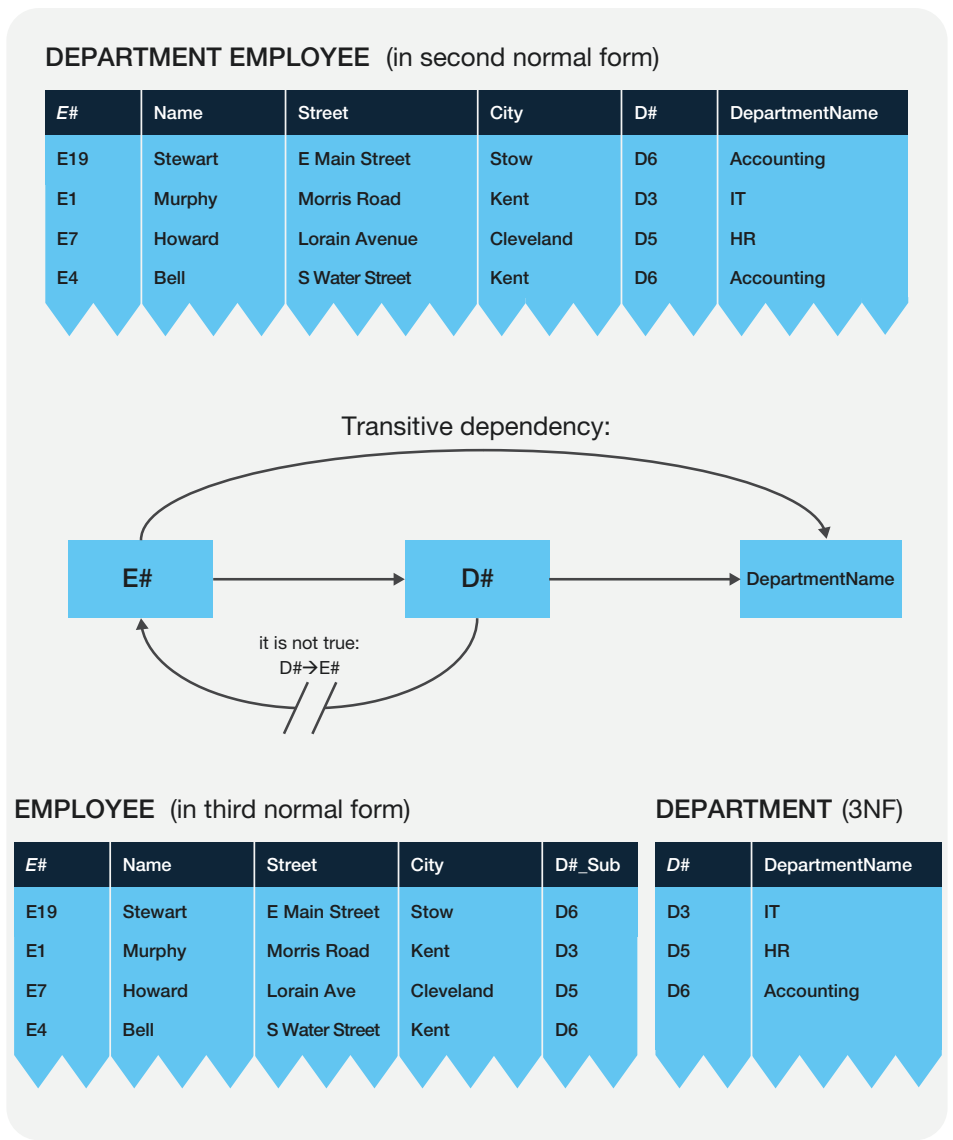 DEPARTMENT EMPLOYEE (in second normal form)
E# Name Street City D# DepartmentName
E19 Stewart E Main Street Stow D6 Accounting
E1 Murphy Morris Road Kent D3 IT
E7 Howard Lorain Avenue Cleveland D5 HR
E4 Bell S Water Street Kent D6 Accounting
Transitive dependency:
E# D# DepartmentName
it is not true:
D#→E#
EMPLOYEE (in third normal form)
E# Name Street City D#_Sub
E19 Stewart E Main Street Stow D6
E1 Murphy Morris Road Kent D3
E7 Howard Lorain Ave Cleveland D5
E4 Bell S Water Street Kent D6
DEPARTMENT (3NF)
D# DepartmentName
D3 IT
D5 HR
D6 Accounting